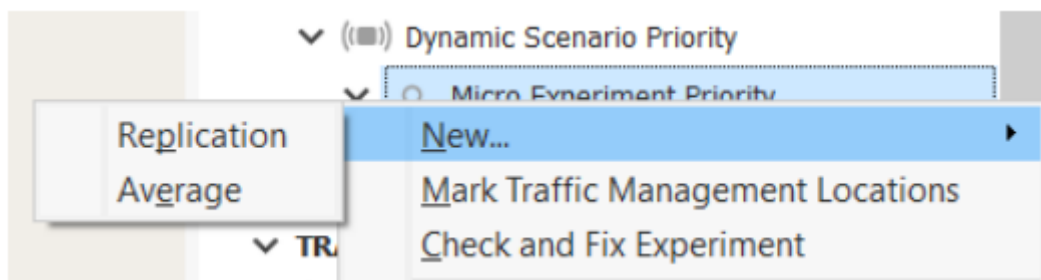 Dynamic Scenario Priority
Micro Experiment Priority
Replication
New...
Average
Mark Traffic Management Locations
Check and Fix Experiment